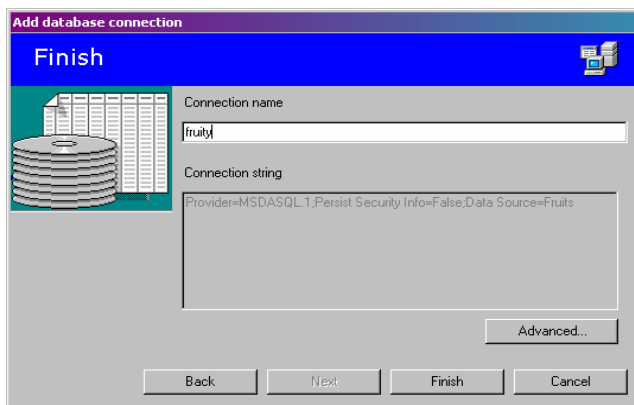 Add database connection
Finish
Connection name
fruity
Connection string
Provider=MSDASQL.1;Persist Security Info=False;Data Source=Fruits
Advanced...
Back
Next
Finish
Cancel